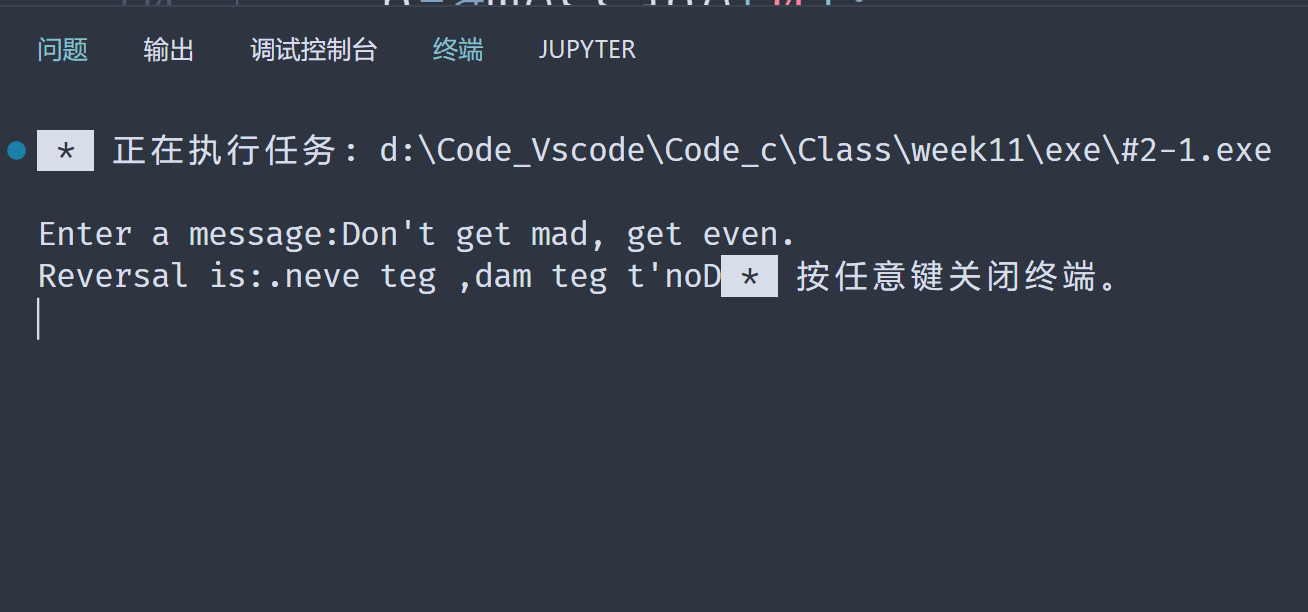 问题 输出 调试控制台 终端 JUPYTER
* 正在执行任务: d:\Code_Vscode\Code_c\Class\week11\exe\#2-1.exe
Enter a message:Don't get mad, get even.
Reversal is:.neve teg ,dam teg t'noD * 按任意键关闭终端。